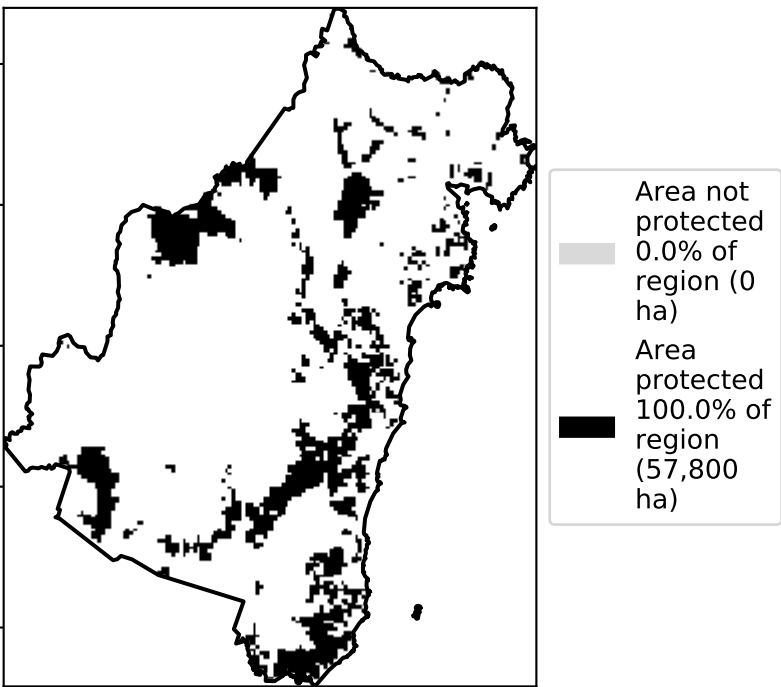 Area not
protected
0.0% of
region (0
ha)
Area
protected
100.0% of
region
(57,800
ha)